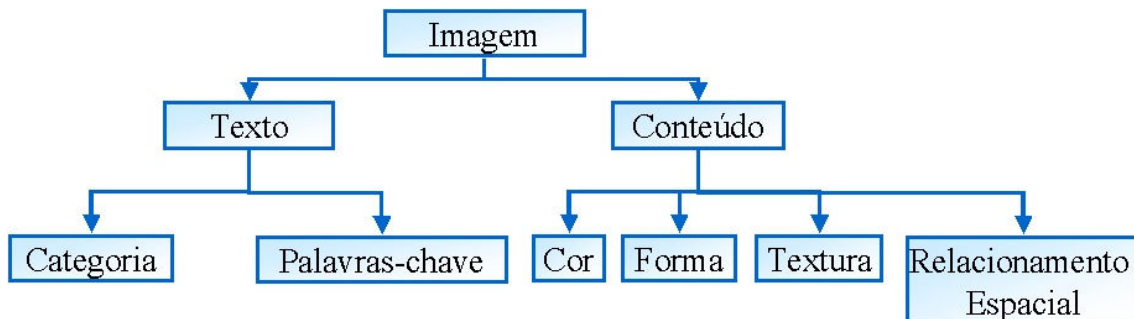 Imagem
Texto
Conteúdo
Categoria
Palavras-chave
Cor
Forma
Textura
Relacionamento
Espacial